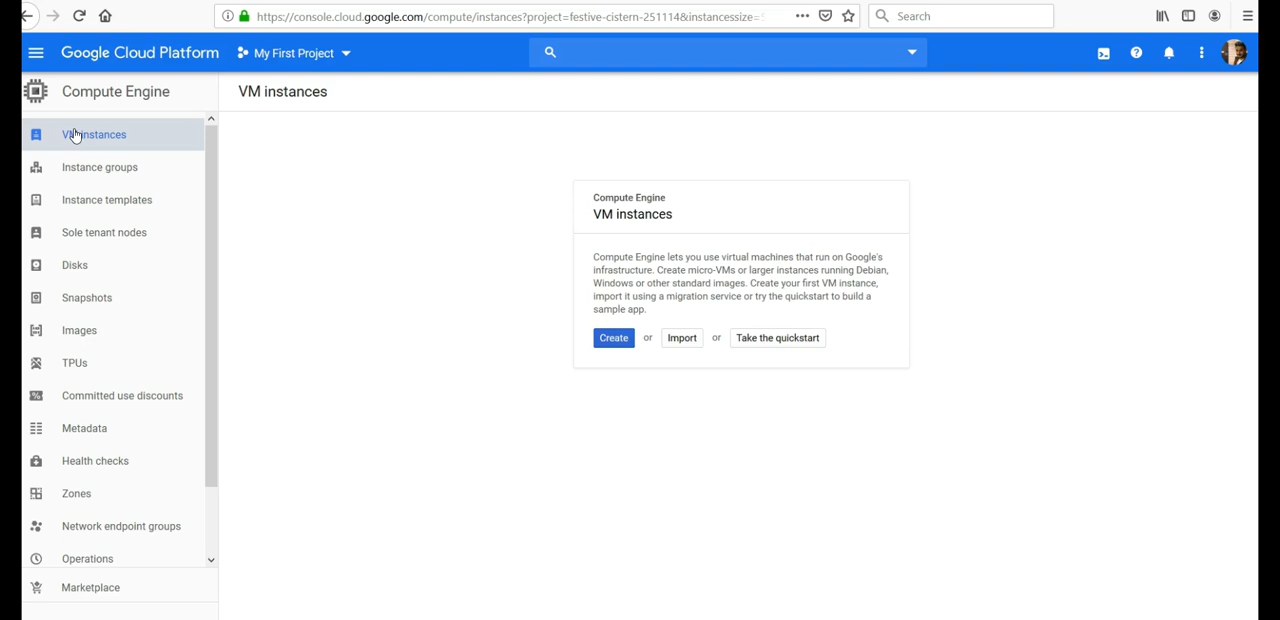 https://console.cloud.google.com/compute/instances?project=festive-cistern-251114&instancessize=
Search
Google Cloud Platform
My First Project
Compute Engine
VM instances
VM instances
Instance groups
Instance templates
Sole tenant nodes
Disks
Snapshots
Images
TPUs
Committed use discounts
Metadata
Health checks
Zones
Network endpoint groups
Operations
Marketplace
Compute Engine
VM instances
Compute Engine lets you use virtual machines that run on Google's
infrastructure. Create micro-VMs or larger instances running Debian,
Windows or other standard images. Create your first VM instance,
import it using a migration service or try the quickstart to build a
sample app.
Create or Import or Take the quickstart